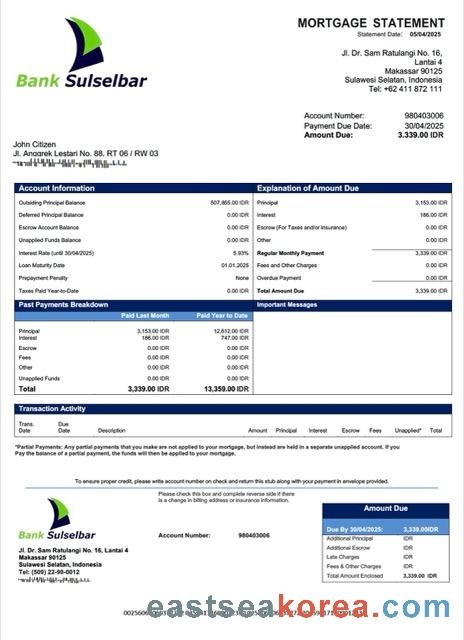 MORTGAGE STATEMENT
Statement Date: 05/04/2025
Bank Sulselbar
Jl. Dr. Sam Ratulangi No. 16,
Lantai 4
Makassar 90125
Sulawesi Selatan, Indonesia
Tel: +62 411 872 111
Account Number: 980403006
Payment Due Date: 30/04/2025
Amount Due: 3.339.00 IDR
John Citizen
Jl. Anggrek Lestari No. 88, RT 06 / RW 03
Account Information
Outsiding Principal Balance 507,855.00 IDR
Deferred Principal Balance 0.00 IDR
Escrow Account Balance 0.00 IDR
Unapplied Funds Balance 0.00 IDR
Interest Rate (until 30/04/2025) 5.93%
Loan Maturity Date 01.01.2025
Prepayment Penalty None
Taxes Paid Year-to-Date 0.00 IDR
Explanation of Amount Due
Principal 3,153.00 IDR
Interest 186.00 IDR
Escrow (For Taxes and/or Insurance) 0.00 IDR
Other 0.00 IDR
Regular Monthly Payment 3,339.00 IDR
Fees and Other Charges 0.00 IDR
Overdue Payment 0.00 IDR
Total Amount Due 3,339.00 IDR
Past Payments Breakdown
Paid Last Month Paid Year to Date
Principal 3,153.00 IDR 12,612.00 IDR
Interest 186.00 IDR 747.00 IDR
Escrow 0.00 IDR 0.00 IDR
Fees 0.00 IDR 0.00 IDR
Other 0.00 IDR 0.00 IDR
Unapplied Funds 0.00 IDR 0.00 IDR
Total 3,339.00 IDR 13,359.00 IDR
Important Messages
Transaction Activity
Trans. Date Due Date Description Amount Principal Interest Escrow Fees Unapplied* Total
*Partial Payments: Any partial payments that you make are not applied to your mortgage, but instead are held in a separate unapplied account. If you
Pay the balance of a partial payment, the funds will then be applied to your mortgage.
To ensure proper credit, please write account number on check and return this stub along with your payment in envelope provided.
Please check this box and complete reverse side if there
is a change in billing address or insurance information.
Bank Sulselbar
Jl. Dr. Sam Ratulangi No. 16, Lantai 4
Makassar 90125
Sulawesi Selatan, Indonesia
Tel: (509) 22-90-0012
Account Number: 980403006
Amount Due
Due By 30/04/2025: 3,339.00IDR
Additional Principal IDR
Additional Escrow IDR
Late Charges IDR
Fees & Other Charges IDR
Total Amount Enclosed 3,339.00 IDR
eastseakorea.com